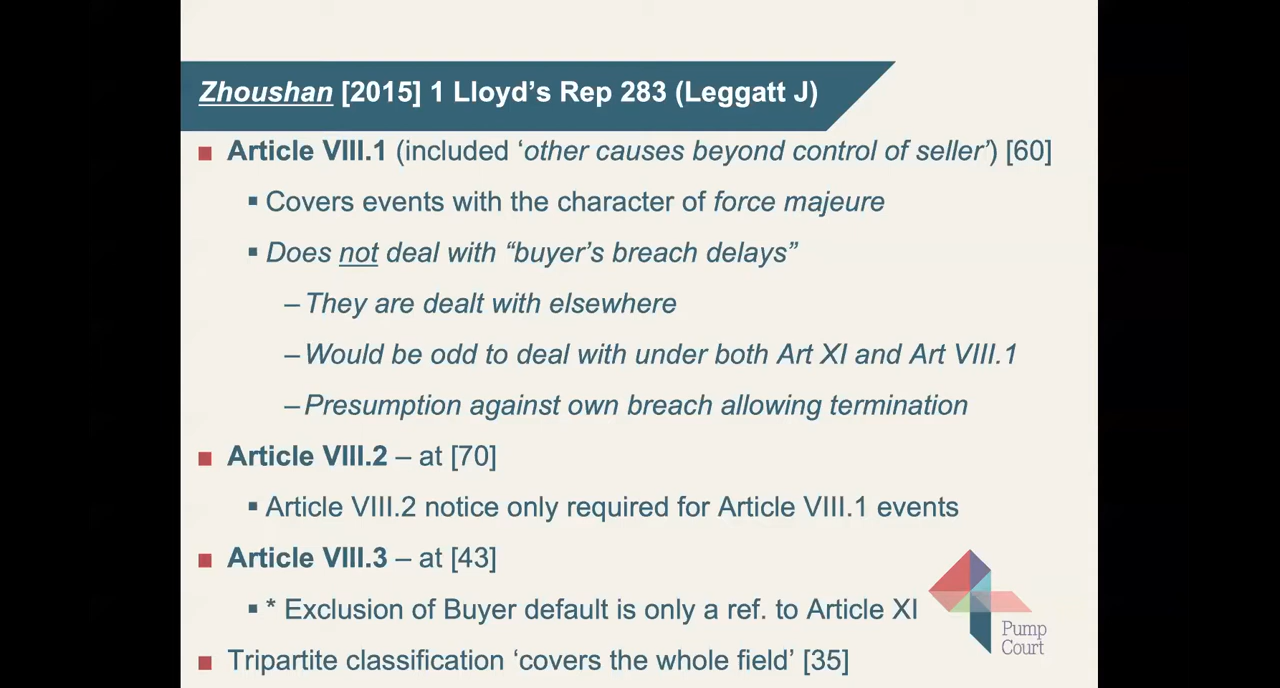 Zhoushan [2015] 1 Lloyd’s Rep 283 (Leggatt J)
■ Article VIII.1 (included ‘other causes beyond control of seller’) [60]
▪ Covers events with the character of force majeure
▪ Does not deal with “buyer’s breach delays”
– They are dealt with elsewhere
– Would be odd to deal with under both Art XI and Art VIII.1
– Presumption against own breach allowing termination
■ Article VIII.2 – at [70]
▪ Article VIII.2 notice only required for Article VIII.1 events
■ Article VIII.3 – at [43]
▪ * Exclusion of Buyer default is only a ref. to Article XI
■ Tripartite classification ‘covers the whole field’ [35]
Pump
Court